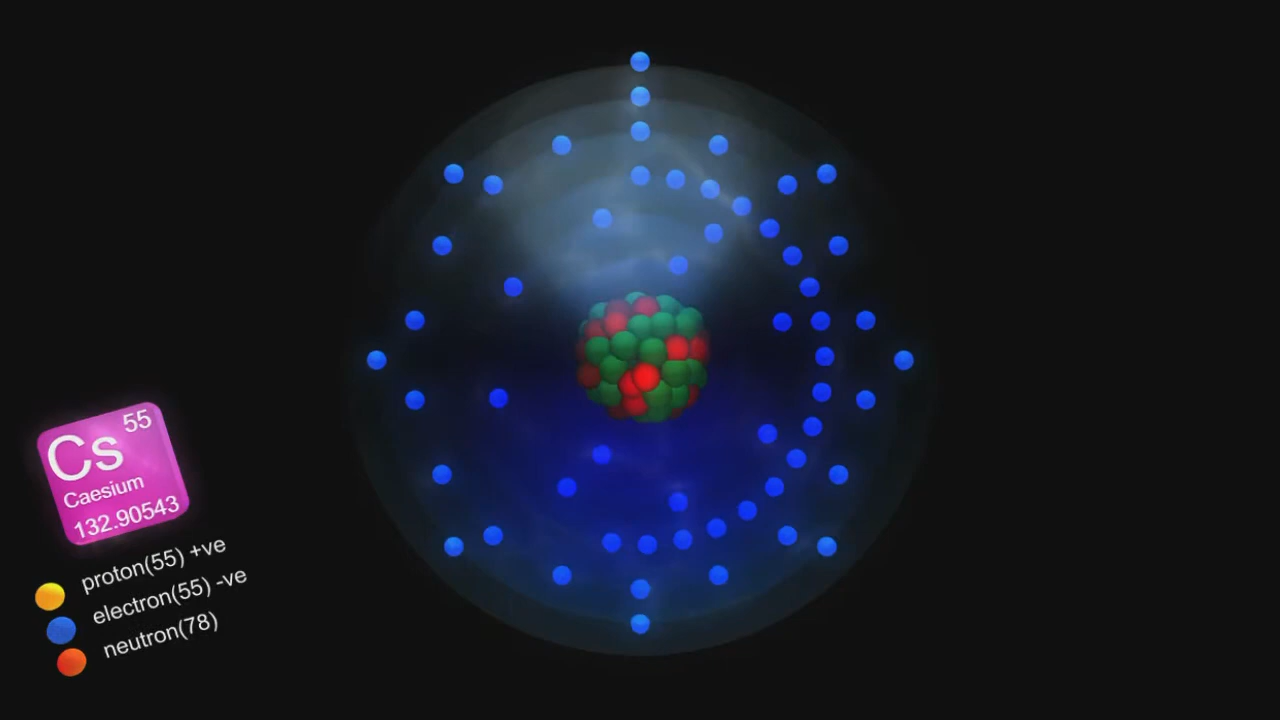 55
Cs
Caesium
132.90543
proton(55) +ve
electron(55) -ve
neutron(78)